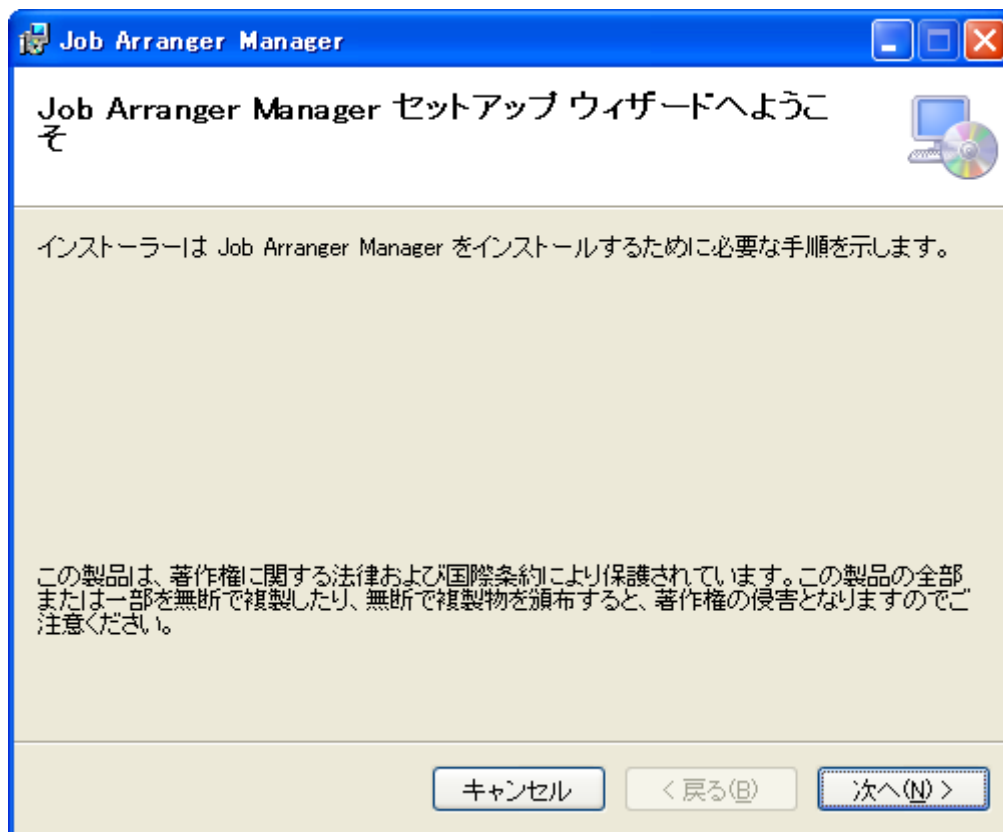 Job Arranger Manager
Job Arranger Manager セットアップ ウィザードへようこ
そ
インストーラーは Job Arranger Manager をインストールするために必要な手順を示します。
この製品は、著作権に関する法律および国際条約により保護されています。この製品の全部
または一部を無断で複製したり、無断で複製物を頒布すると、著作権の侵害となりますのでご
注意ください。
キャンセル
< 戻る(B)
次へ(N) >